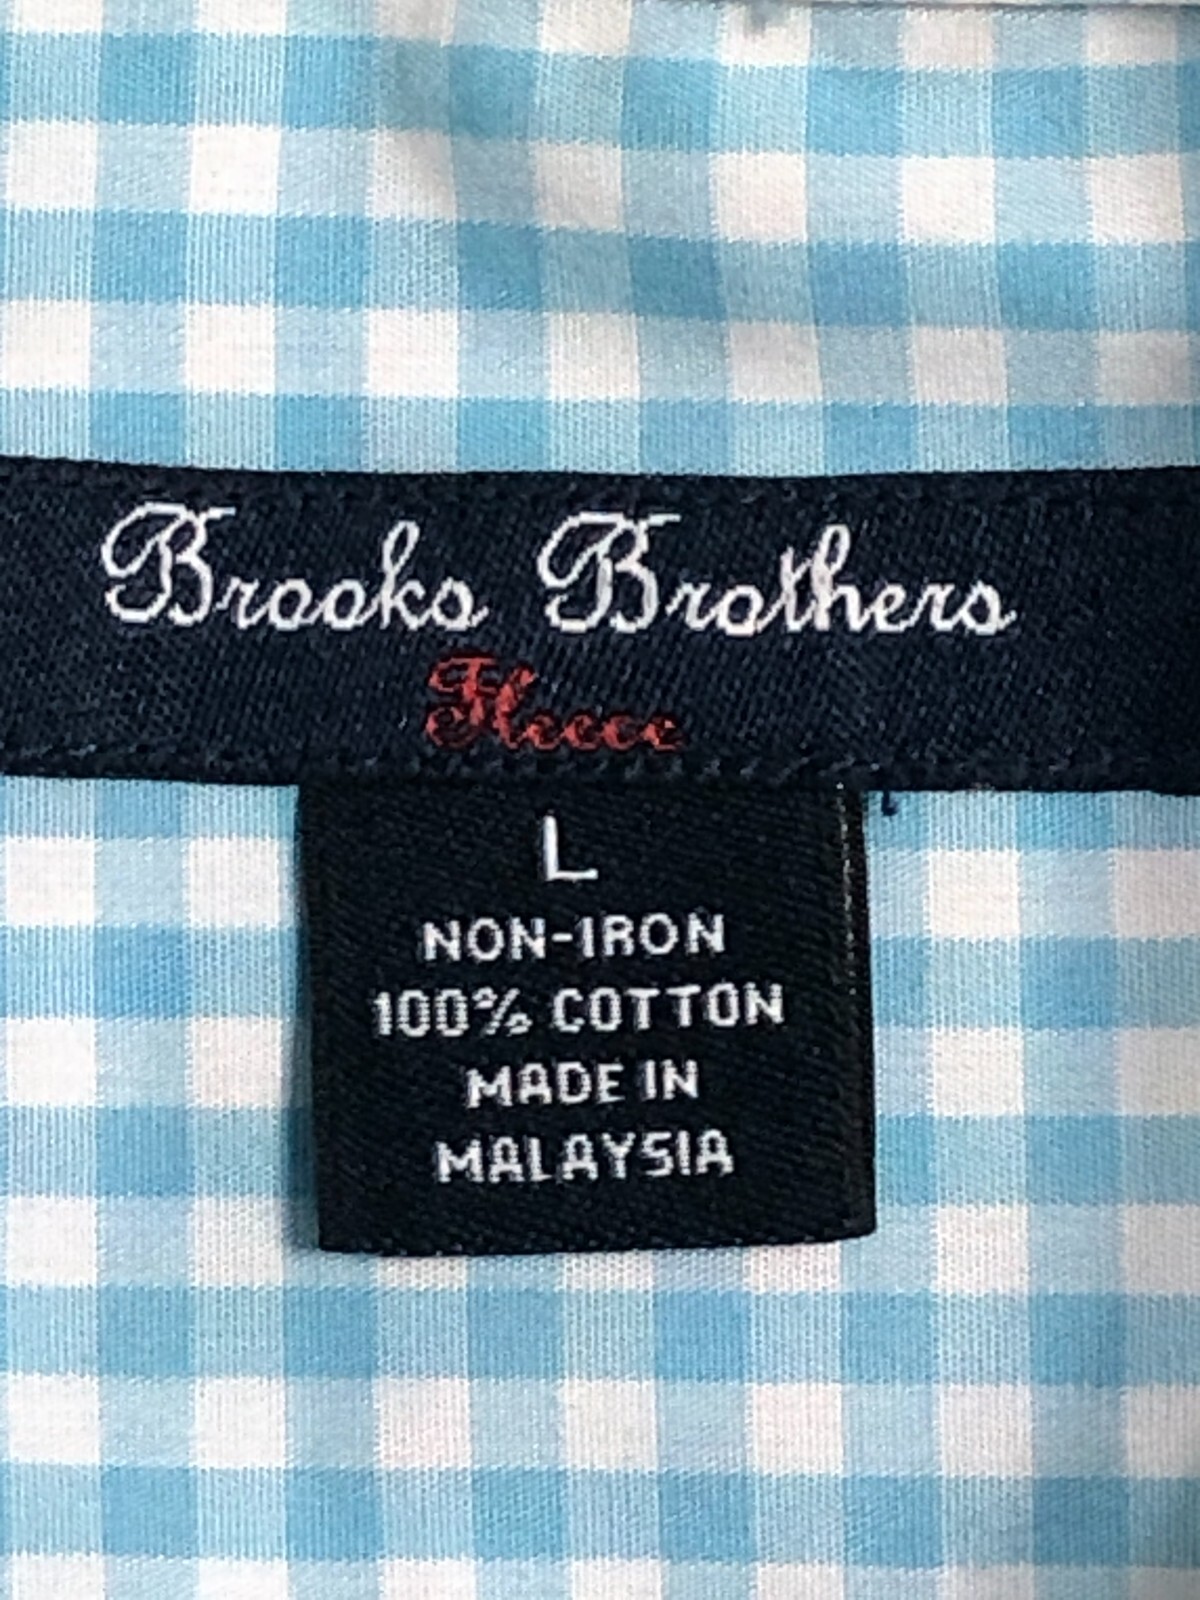 Brooks Brothers
Fleece
L
NON-IRON
100% COTTON
MADE IN
MALAYSIA